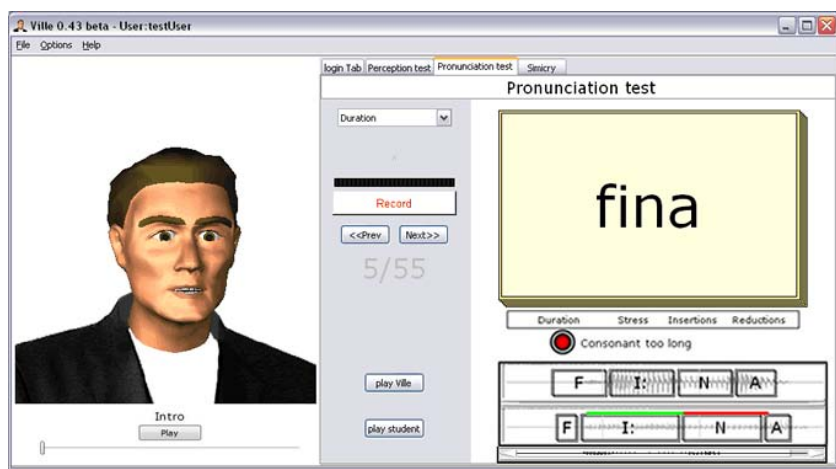 Ville 0.43 beta - User:testUser
File Options Help
login Tab Perception test Pronunciation test Simicry
Pronunciation test
Duration
Record
<<Prev Next>>
5/55
fina
Duration Stress Insertions Reductions
Consonant too long
F I: N A
play Ville
play student
F I: N A
Intro
Play